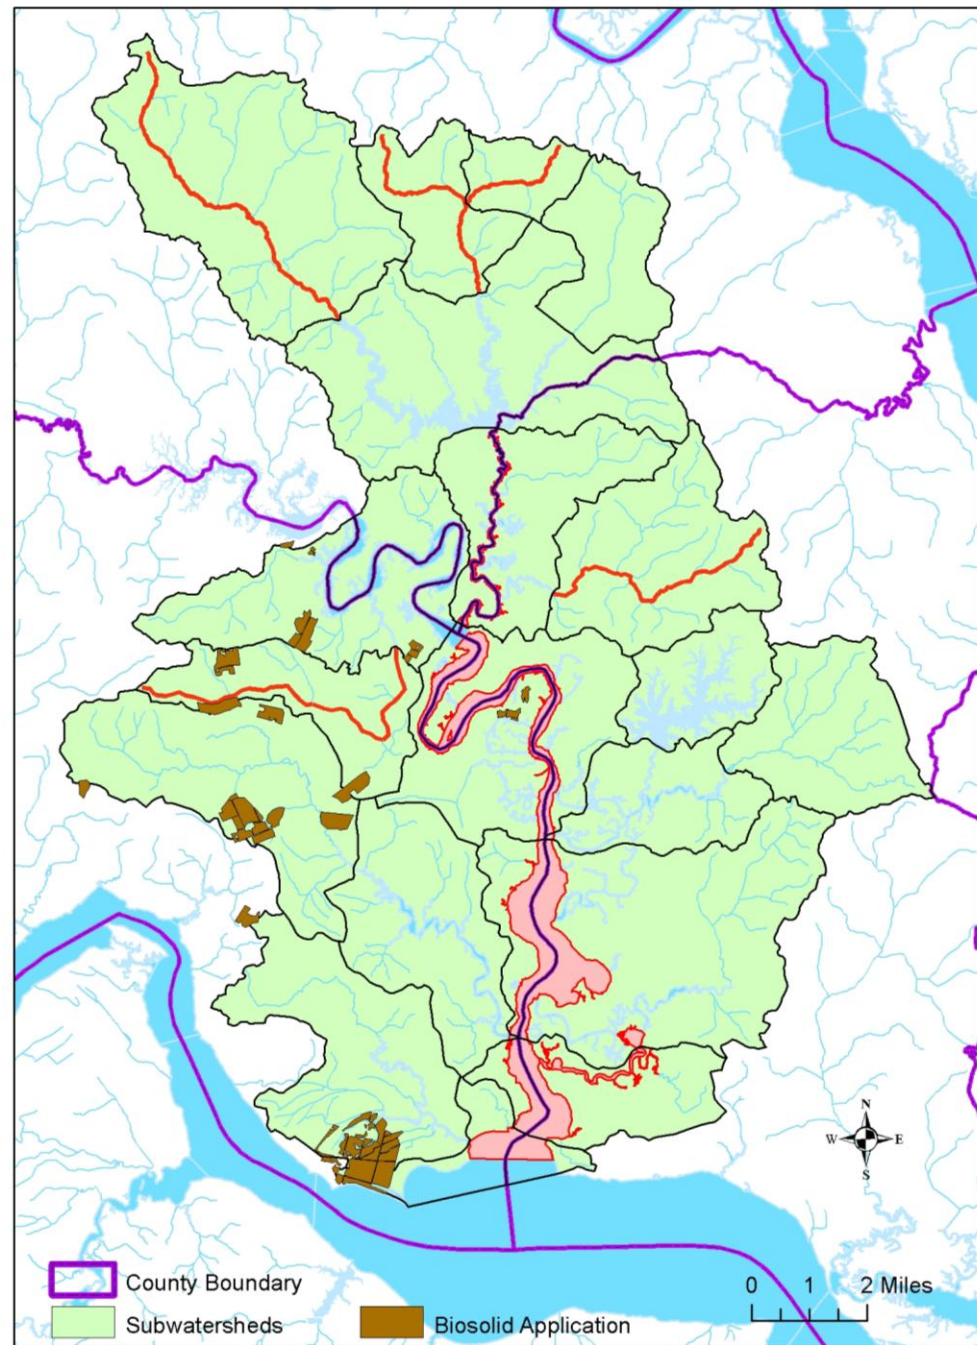 N
W E
S
0 1 2 Miles
County Boundary
Subwatersheds
Biosolid Application